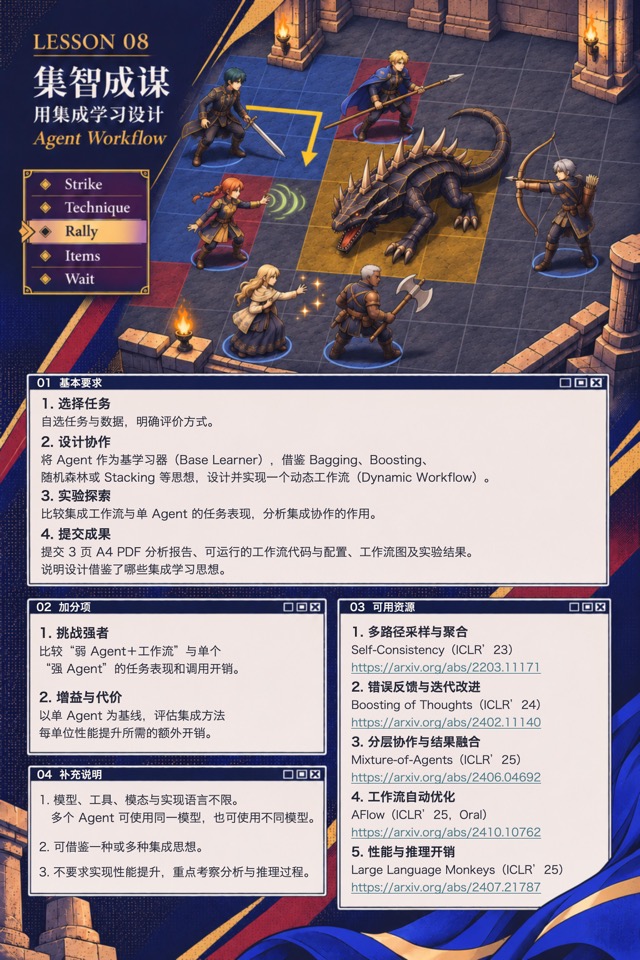 LESSON 08
集智成谋
用集成学习设计
Agent Workflow
Strike
Technique
Rally
Items
Wait
01 基本要求
1. 选择任务
自选任务与数据，明确评价方式。
2. 设计协作
将 Agent 作为基学习器（Base Learner），借鉴 Bagging、Boosting、
随机森林或 Stacking 等思想，设计并实现一个动态工作流（Dynamic Workflow）。
3. 实验探索
比较集成工作流与单 Agent 的任务表现，分析集成协作的作用。
4. 提交成果
提交 3 页 A4 PDF 分析报告、可运行的工作流代码与配置、工作流图及实验结果。
说明设计借鉴了哪些集成学习思想。
02 加分项
1. 挑战强者
比较“弱 Agent＋工作流”与单个
“强 Agent”的任务表现和调用开销。
2. 增益与代价
以单 Agent 为基线，评估集成方法
每单位性能提升所需的额外开销。
04 补充说明
1. 模型、工具、模态与实现语言不限。
多个 Agent 可使用同一模型，也可使用不同模型。
2. 可借鉴一种或多种集成思想。
3. 不要求实现性能提升，重点考察分析与推理过程。
03 可用资源
1. 多路径采样与聚合
Self-Consistency（ICLR’23）
https://arxiv.org/abs/2203.11171
2. 错误反馈与迭代改进
Boosting of Thoughts（ICLR’24）
https://arxiv.org/abs/2402.11140
3. 分层协作与结果融合
Mixture-of-Agents（ICLR’25）
https://arxiv.org/abs/2406.04692
4. 工作流自动优化
AFlow（ICLR’25，Oral）
https://arxiv.org/abs/2410.10762
5. 性能与推理开销
Large Language Monkeys（ICLR’25）
https://arxiv.org/abs/2407.21787